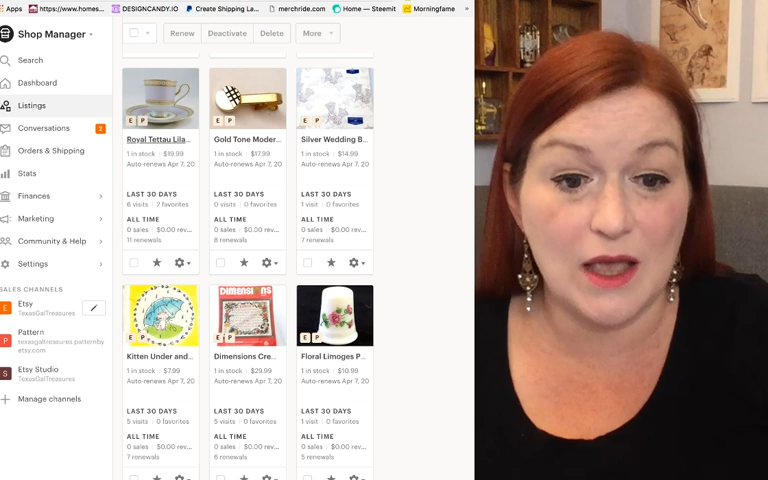 Apps https://www.homes... DESIGNCANDY.IO Create Shipping La... merchride.com Home — Steemit Morningfame »
Shop Manager
Renew Deactivate Delete More
Search
Dashboard
Listings
Conversations 2
Orders & Shipping
Stats
Finances
Marketing
Community & Help
Settings
SALES CHANNELS
E Etsy
TexasGalTreasures
P Pattern
texasgaltreasures.patternby
etsy.com
S Etsy Studio
TexasGalTreasures
Manage channels
E P
Royal Tettau Lila...
1 in stock $19.99
Auto-renews Apr 7, 20
LAST 30 DAYS
6 visits 2 favorites
ALL TIME
0 sales $0.00 rev...
11 renewals
E P
Gold Tone Moder...
1 in stock $17.99
Auto-renews Apr 7, 20
LAST 30 DAYS
0 visits 0 favorites
ALL TIME
0 sales $0.00 rev...
8 renewals
E P
Silver Wedding B...
1 in stock $14.99
Auto-renews Apr 7, 20
LAST 30 DAYS
1 visit 0 favorites
ALL TIME
0 sales $0.00 rev...
7 renewals
E P
Kitten Under and...
1 in stock $7.99
Auto-renews Apr 7, 20
LAST 30 DAYS
5 visits 0 favorites
ALL TIME
0 sales $0.00 rev...
7 renewals
DIMENSIONS
E P
Dimensions Cre...
1 in stock $29.99
Auto-renews Apr 7, 20
LAST 30 DAYS
5 visits 0 favorites
ALL TIME
0 sales $0.00 rev...
6 renewals
E P
Floral Limoges P...
1 in stock $10.99
Auto-renews Apr 7, 20
LAST 30 DAYS
1 visit 0 favorites
ALL TIME
0 sales $0.00 rev...
5 renewals